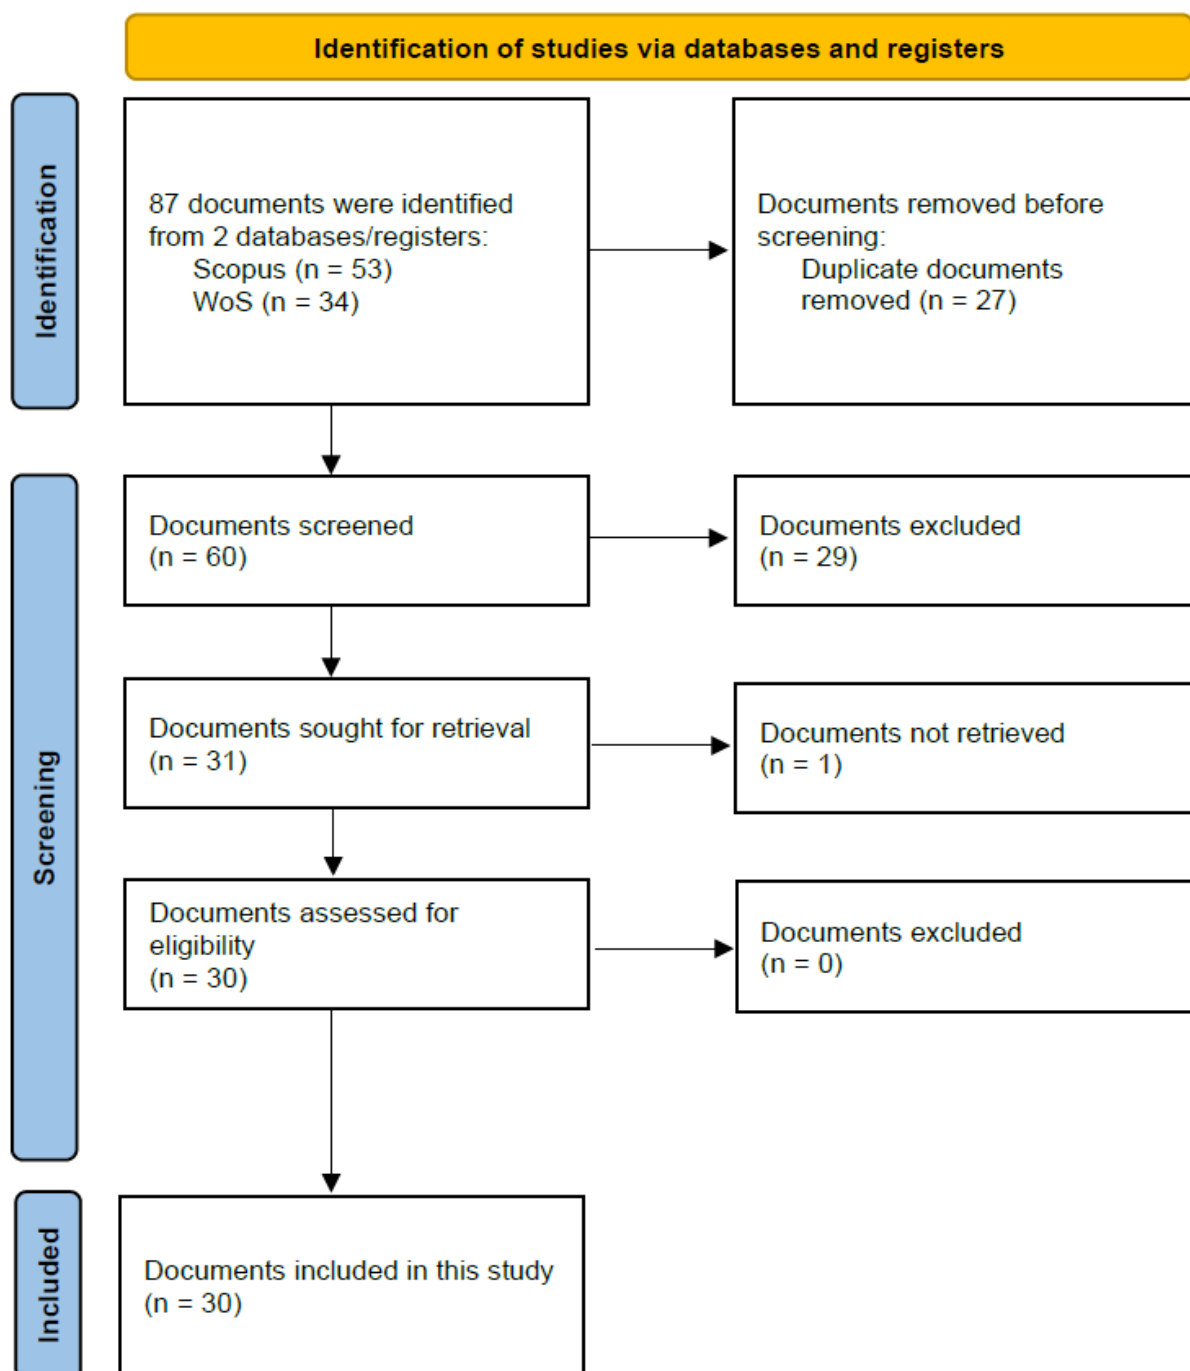 Identification of studies via databases and registers
Identification
87 documents were identified
from 2 databases/registers:
Scopus (n = 53)
WoS (n = 34)
Documents removed before
screening:
Duplicate documents
removed (n = 27)
Screening
Documents screened
(n = 60)
Documents excluded
(n = 29)
Documents sought for retrieval
(n = 31)
Documents not retrieved
(n = 1)
Documents assessed for
eligibility
(n = 30)
Documents excluded
(n = 0)
Included
Documents included in this study
(n = 30)